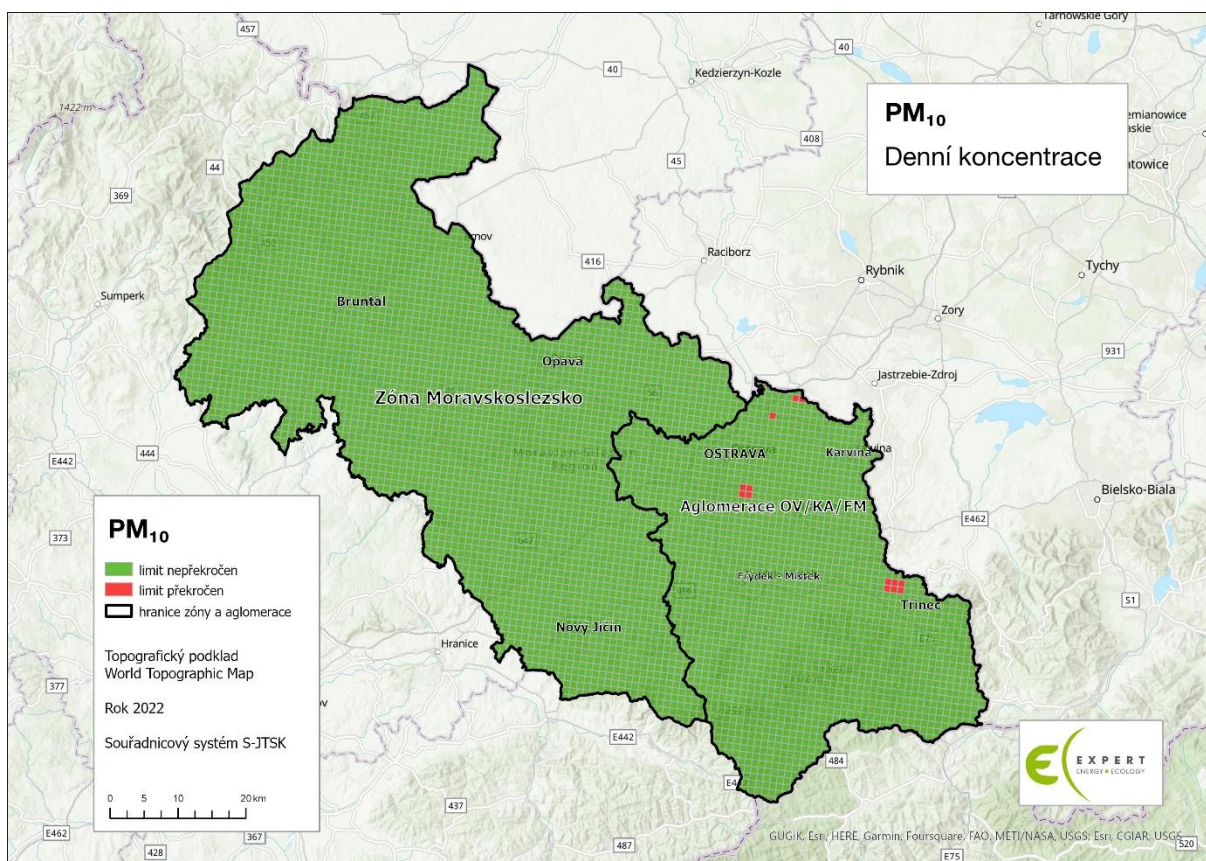 Tarnowskie Gory
457
40
40
Kedzierzyn-Kozle
1422 m
PM₁₀
Denní koncentrace
408
44
45
369
416
Raciborz
Rybnik
Tychy
Sumperk
Bruntál
Zory
Opava
931
Jastrzebie-Zdroj
Zóna Moravskoslezsko
OSTRAVA
Karviná
444
E442
Aglomerace OV/KA/FM
Bielsko-Biala
E462
373
PM₁₀
limit nepřekročen
limit překročen
hranice zóny a aglomerace
Frýdek - Místek
Třinec
S1
Nový Jičín
Hranice
Topografický podklad
World Topographic Map
377
Rok 2022
E442
Souřadnicový systém S-JTSK
484
EXPERT
ENERGY ECOLOGY
0 5 10 20 km
437
E462
367
487
428
E75
520
GUGiK, Esri, HERE, Garmin, Foursquare, FAO, METI/NASA, USGS; Esri, CGIAR, USGS